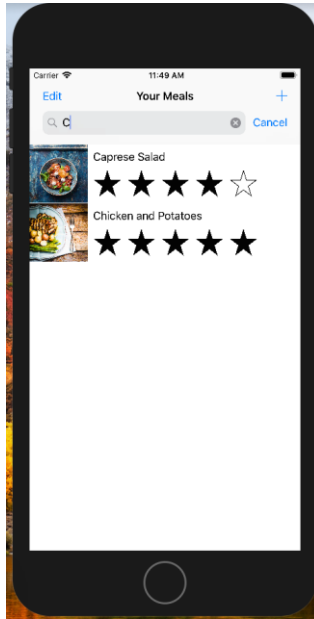 Carrier 11:49 AM
Edit Your Meals +
C Cancel
Caprese Salad
Chicken and Potatoes